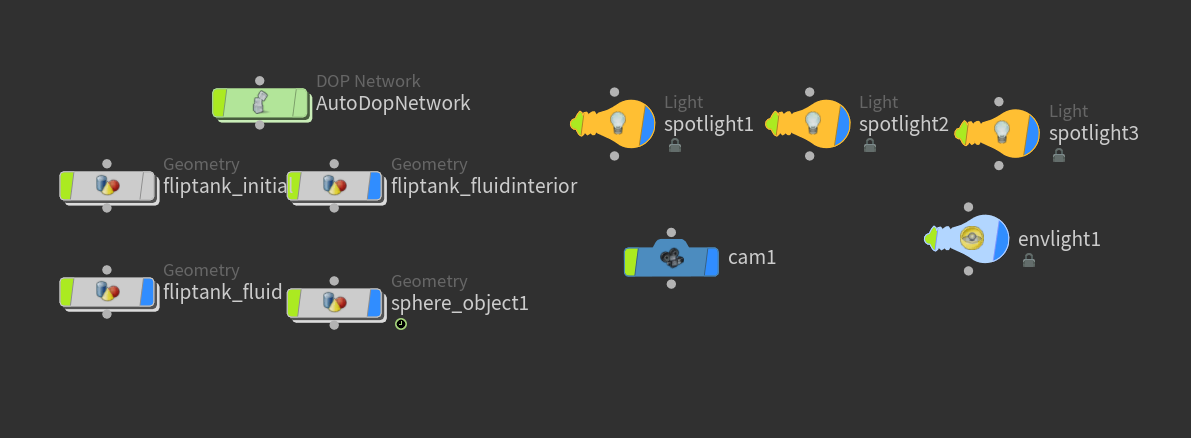 DOP Network
AutoDopNetwork
Light
spotlight1
Light
spotlight2
Light
spotlight3
Geometry
fliptank_initia
Geometry
fliptank_fluidinterior
envlight1
cam1
Geometry
fliptank_fluid
Geometry
sphere_object1